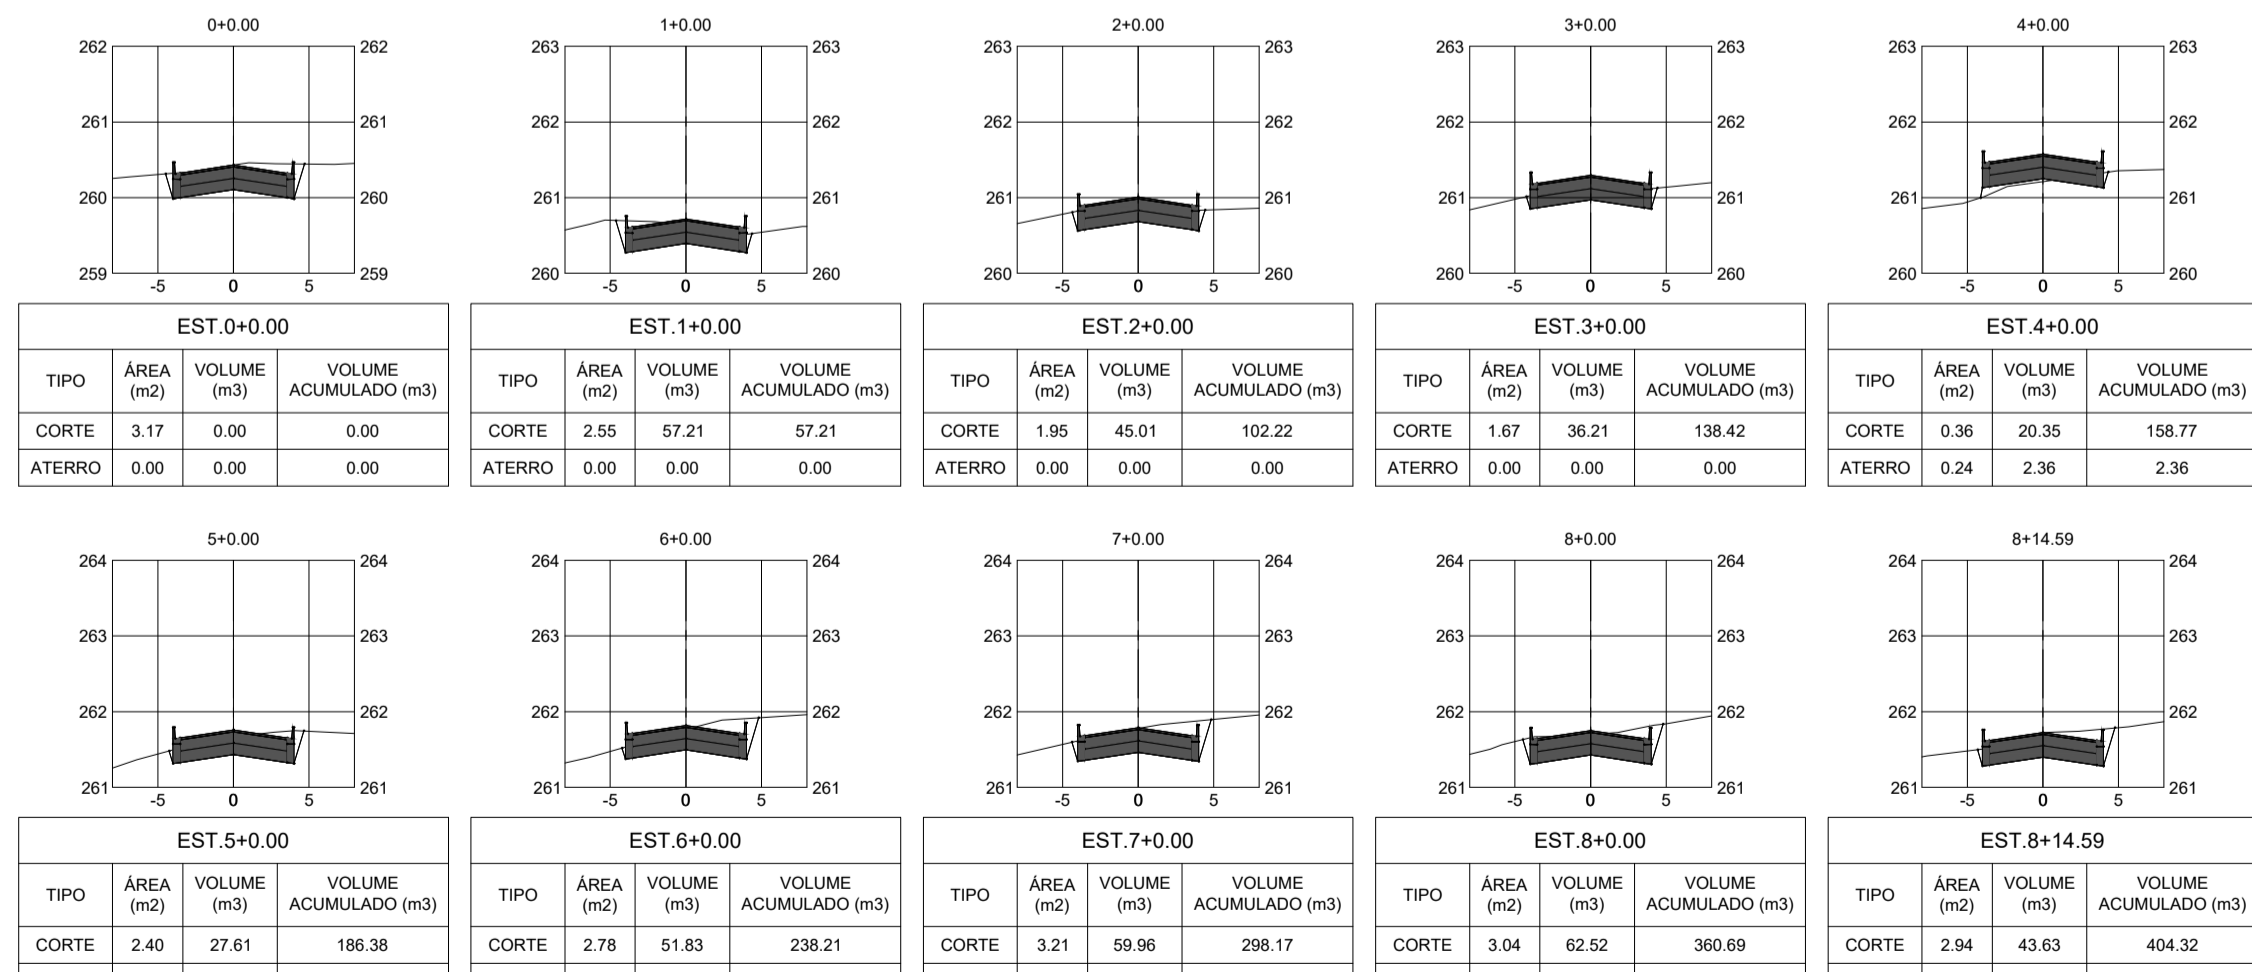 0+0.00 1+0.00 2+0.00 3+0.00 4+0.00
262 262 263 263 263 263 263 263 263 263
261 261 262 262 262 262 262 262 262 262
260 260 261 261 261 261 261 261 261 261
259 259 260 260 260 260 260 260 260 260
-5 0 5 -5 0 5 -5 0 5 -5 0 5 -5 0 5
EST.0+0.00
TIPO ÁREA (m2) VOLUME (m3) VOLUME ACUMULADO (m3)
CORTE 3.17 0.00 0.00
ATERRO 0.00 0.00 0.00
EST.1+0.00
TIPO ÁREA (m2) VOLUME (m3) VOLUME ACUMULADO (m3)
CORTE 2.55 57.21 57.21
ATERRO 0.00 0.00 0.00
EST.2+0.00
TIPO ÁREA (m2) VOLUME (m3) VOLUME ACUMULADO (m3)
CORTE 1.95 45.01 102.22
ATERRO 0.00 0.00 0.00
EST.3+0.00
TIPO ÁREA (m2) VOLUME (m3) VOLUME ACUMULADO (m3)
CORTE 1.67 36.21 138.42
ATERRO 0.00 0.00 0.00
EST.4+0.00
TIPO ÁREA (m2) VOLUME (m3) VOLUME ACUMULADO (m3)
CORTE 0.36 20.35 158.77
ATERRO 0.24 2.36 2.36
5+0.00 6+0.00 7+0.00 8+0.00 8+14.59
264 264 264 264 264 264 264 264 264 264
263 263 263 263 263 263 263 263 263 263
262 262 262 262 262 262 262 262 262 262
261 261 261 261 261 261 261 261 261 261
-5 0 5 -5 0 5 -5 0 5 -5 0 5 -5 0 5
EST.5+0.00
TIPO ÁREA (m2) VOLUME (m3) VOLUME ACUMULADO (m3)
CORTE 2.40 27.61 186.38
EST.6+0.00
TIPO ÁREA (m2) VOLUME (m3) VOLUME ACUMULADO (m3)
CORTE 2.78 51.83 238.21
EST.7+0.00
TIPO ÁREA (m2) VOLUME (m3) VOLUME ACUMULADO (m3)
CORTE 3.21 59.96 298.17
EST.8+0.00
TIPO ÁREA (m2) VOLUME (m3) VOLUME ACUMULADO (m3)
CORTE 3.04 62.52 360.69
EST.8+14.59
TIPO ÁREA (m2) VOLUME (m3) VOLUME ACUMULADO (m3)
CORTE 2.94 43.63 404.32